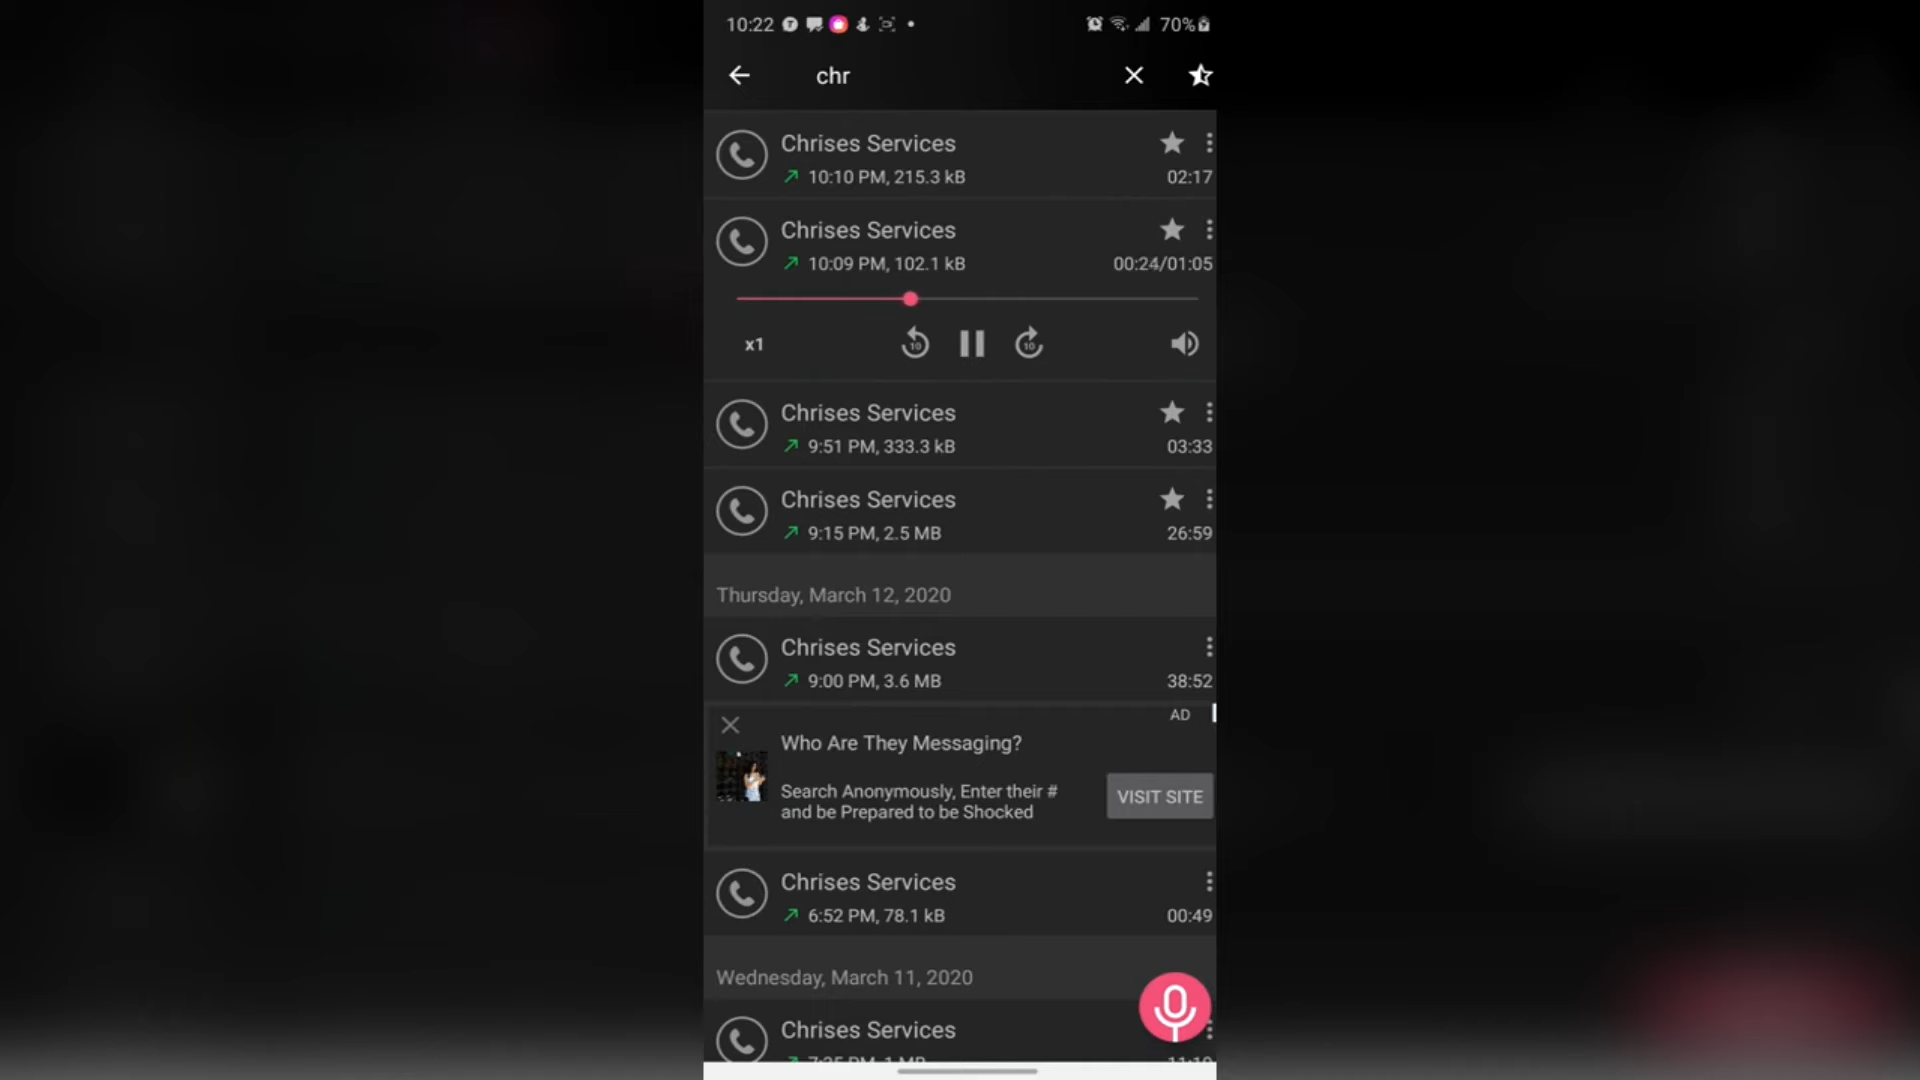 10:22 70%
chr
Chrises Services
10:10 PM, 215.3 kB 02:17
Chrises Services
10:09 PM, 102.1 kB 00:24/01:05
x1 10 10
Chrises Services
9:51 PM, 333.3 kB 03:33
Chrises Services
9:15 PM, 2.5 MB 26:59
Thursday, March 12, 2020
Chrises Services
9:00 PM, 3.6 MB 38:52
AD
Who Are They Messaging?
Search Anonymously, Enter their #
and be Prepared to be Shocked
VISIT SITE
Chrises Services
6:52 PM, 78.1 kB 00:49
Wednesday, March 11, 2020
Chrises Services